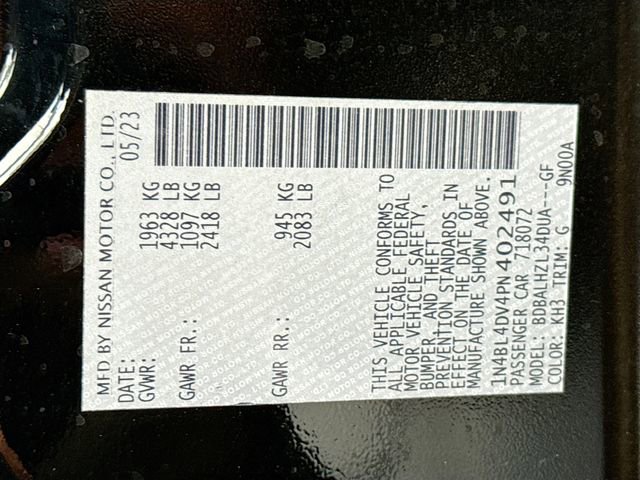 MFD BY NISSAN MOTOR CO., LTD.
DATE: 05/23
GVWR: 1963 KG
4328 LB
GAWR FR.: 1097 KG
2418 LB
GAWR RR.: 945 KG
2083 LB
THIS VEHICLE CONFORMS TO
ALL APPLICABLE FEDERAL
MOTOR VEHICLE SAFETY,
BUMPER, AND THEFT
PREVENTION STANDARDS IN
EFFECT ON THE DATE OF
MANUFACTURE SHOWN ABOVE.
1N4BL4DV4PN402491
PASSENGER CAR 718072
MODEL: BDBALHZL34DUA---GF
COLOR: KH3 TRIM: G 9N00A